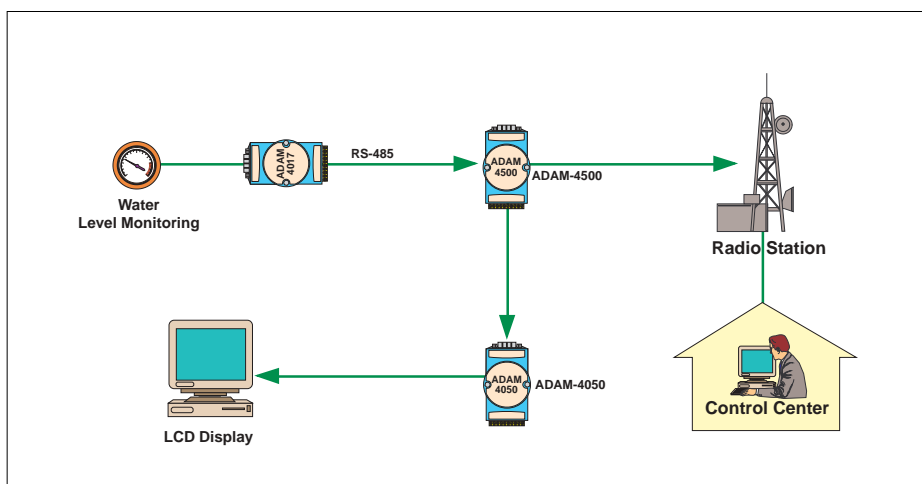 ADAM
4017
RS-485
ADAM
4500
ADAM-4500
Water
Level Monitoring
Radio Station
ADAM
4050
ADAM-4050
LCD Display
Control Center